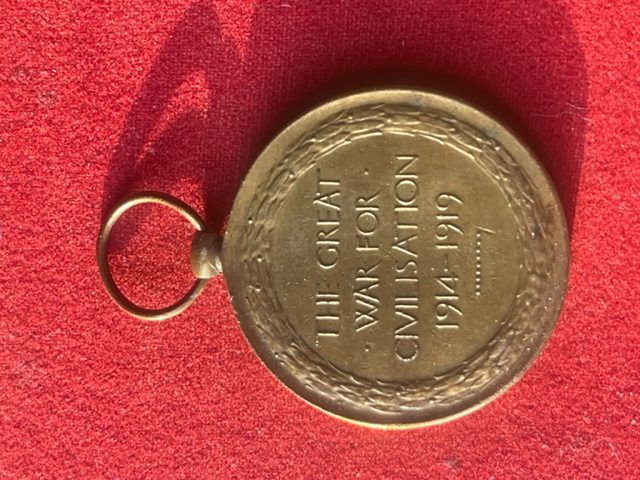 THE GREAT
· WAR FOR ·
CIVILISATION
1914–1919